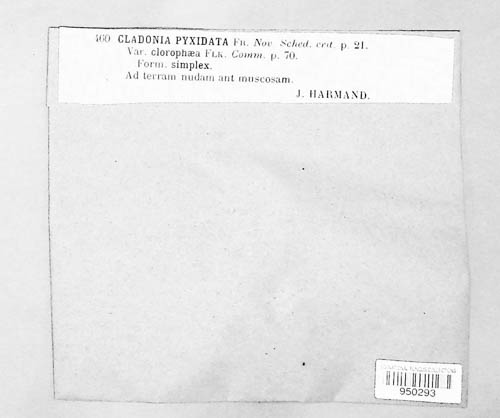 460 CLADONIA PYXIDATA FR. Nov Sched. crit. p. 21.
Var. clorophæa FLK. Comm. p. 70.
Form. simplex.
Ad terram nudam aut muscosam.
J. HARMAND.
950293